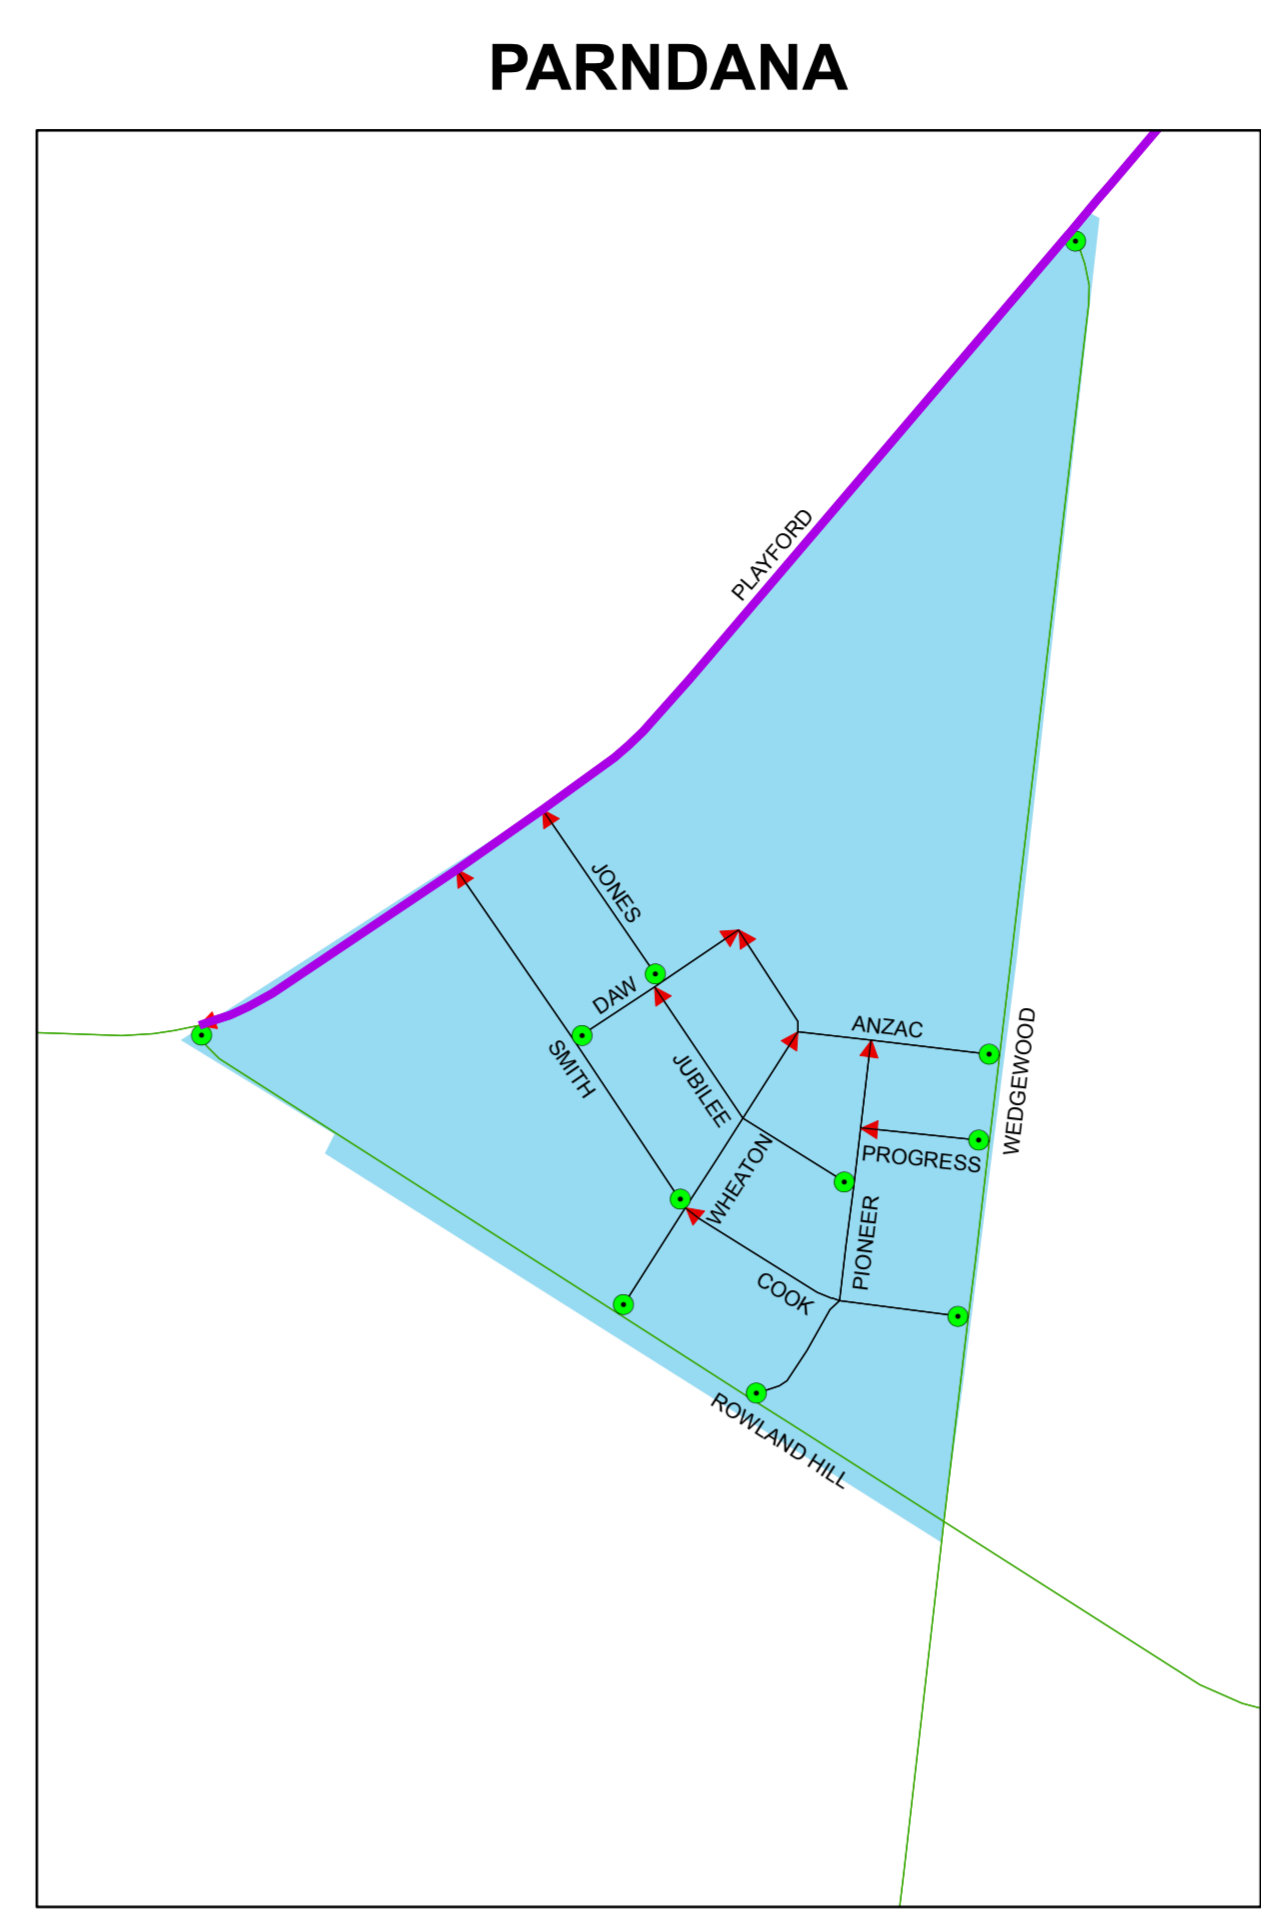 PARNDANA
PLAYFORD
JONES
DAW
ANZAC
SMITH
JUBILEE
WEDGEWOOD
PROGRESS
WHEATON
PIONEER
COOK
ROWLAND HILL